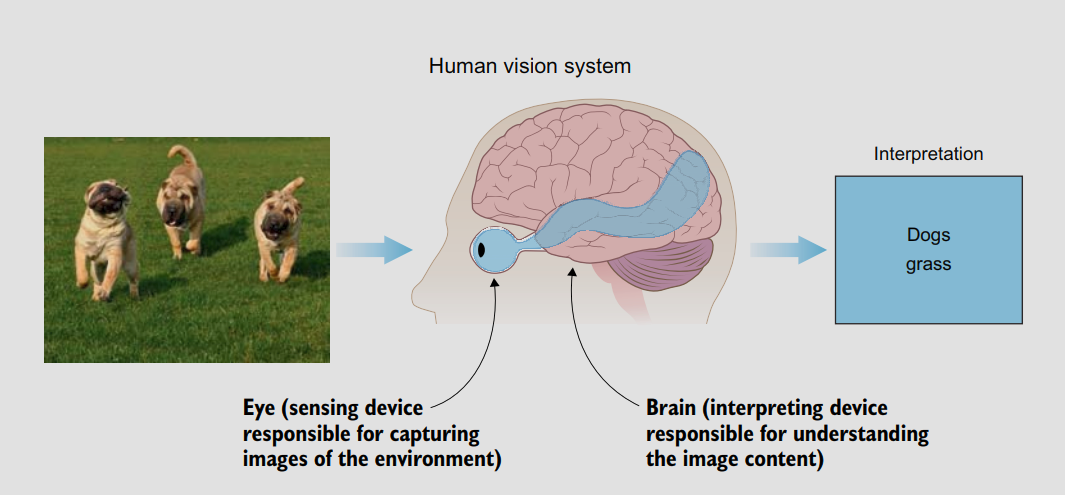 Human vision system
Interpretation
Dogs
grass
Eye (sensing device
responsible for capturing
images of the environment)
Brain (interpreting device
responsible for understanding
the image content)